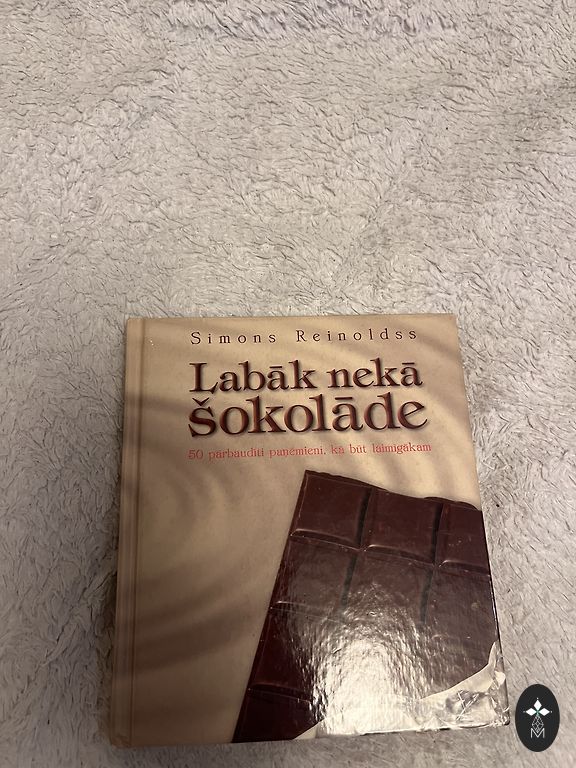 Simons Reinoldss
Labāk nekā
šokolāde
50 pārbaudīti paņēmieni, kā būt laimīgākam